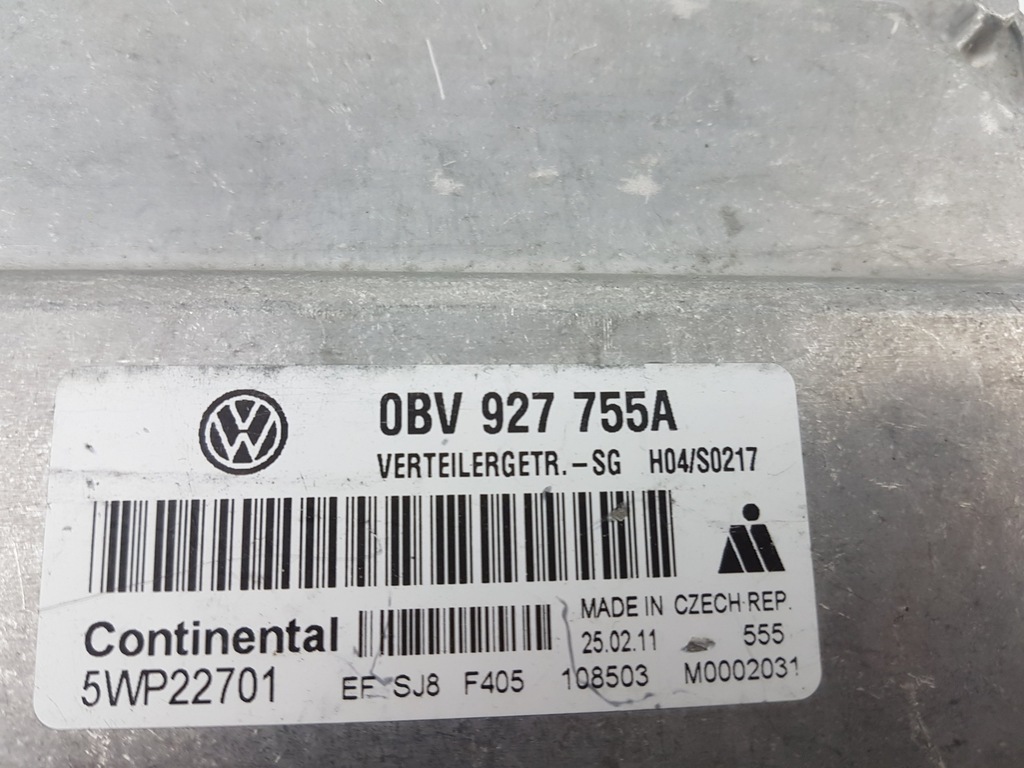 0BV 927 755A
VERTEILERGETR.-SG H04/S0217
Continental
MADE IN CZECH REP.
25.02.11 555
5WP22701 EF SJ8 F405 108503 M0002031